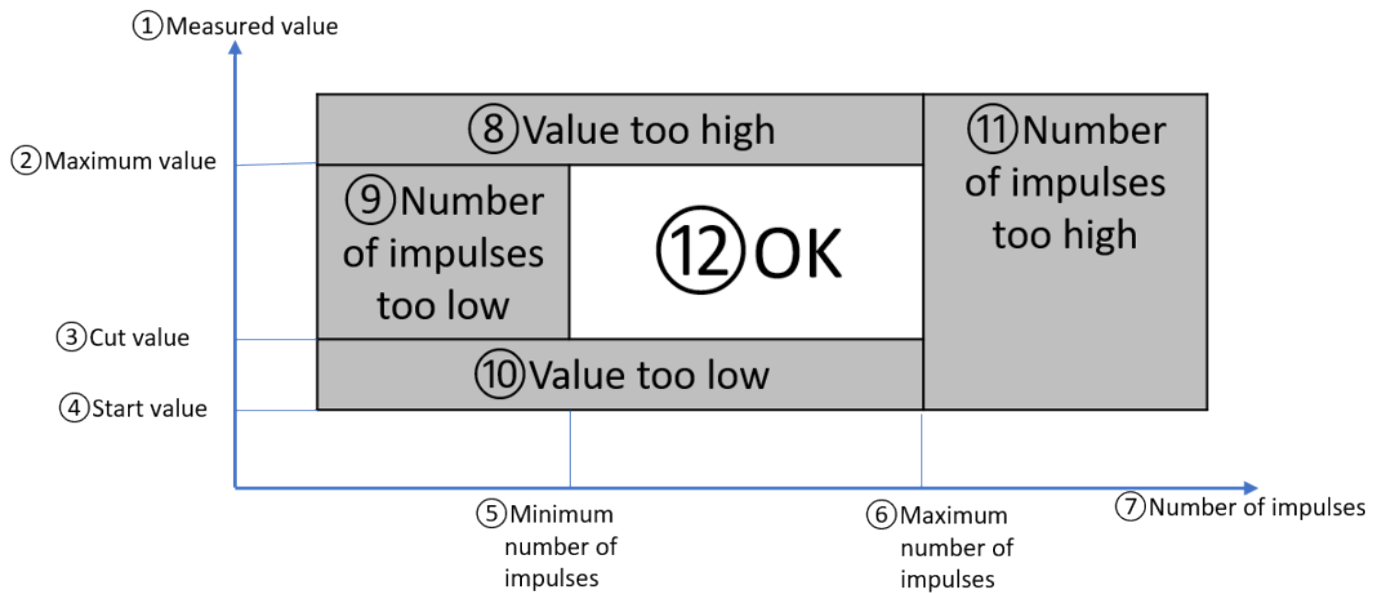 ①Measured value
⑧Value too high
⑪Number
of impulses
too high
②Maximum value
⑨Number
of impulses
too low
⑫OK
③Cut value
⑩Value too low
④Start value
⑤Minimum
number of
impulses
⑥Maximum
number of
impulses
⑦Number of impulses